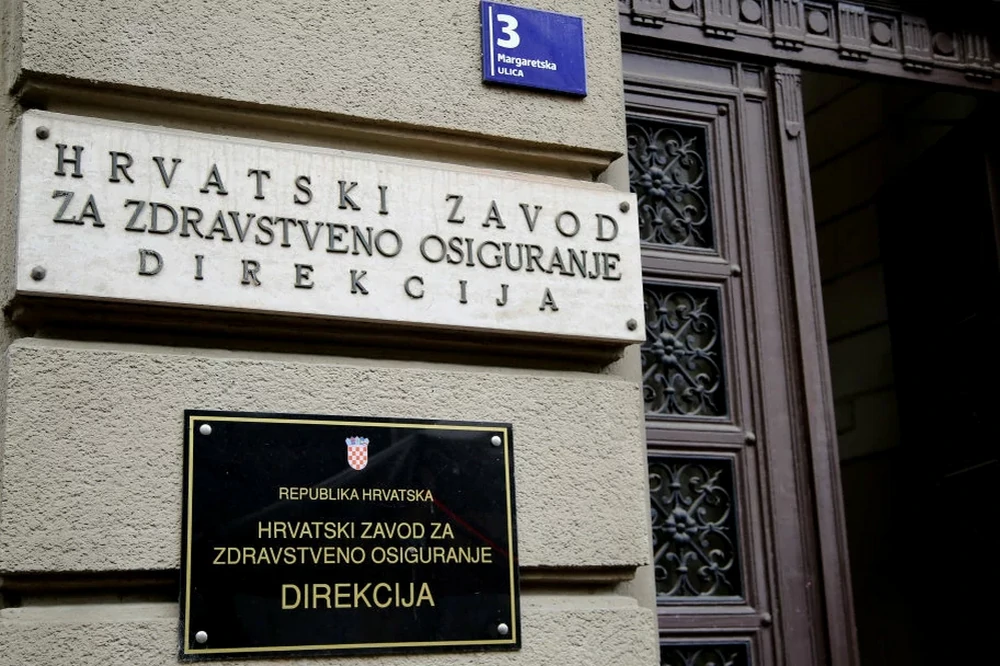 3
Margaretska
ULICA
HRVATSKI ZAVOD
ZA ZDRAVSTVENO OSIGURANJE
DIREKCIJA
REPUBLIKA HRVATSKA
HRVATSKI ZAVOD ZA
ZDRAVSTVENO OSIGURANJE
DIREKCIJA